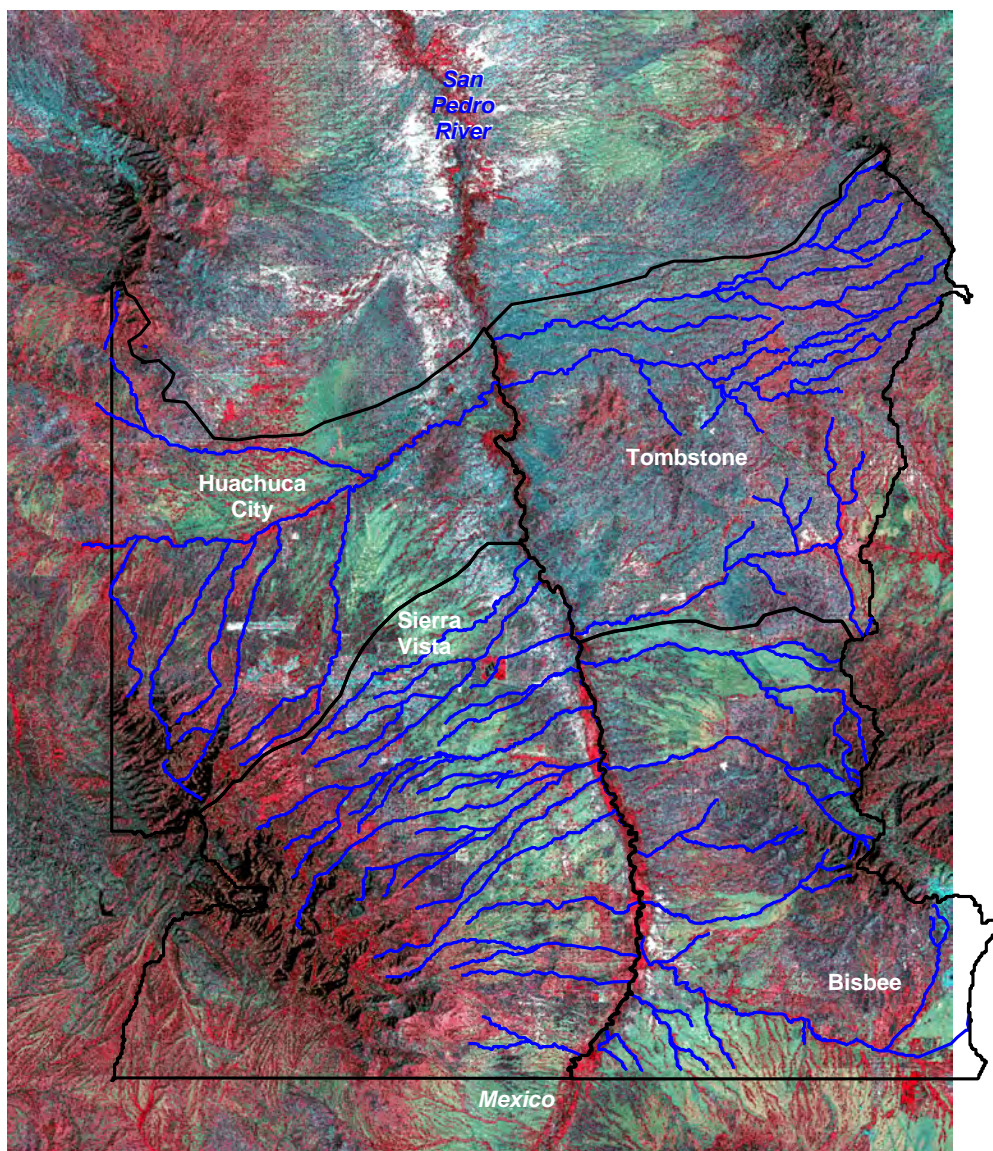 San
Pedro
River
Tombstone
Huachuca
City
Sierra
Vista
Bisbee
Mexico